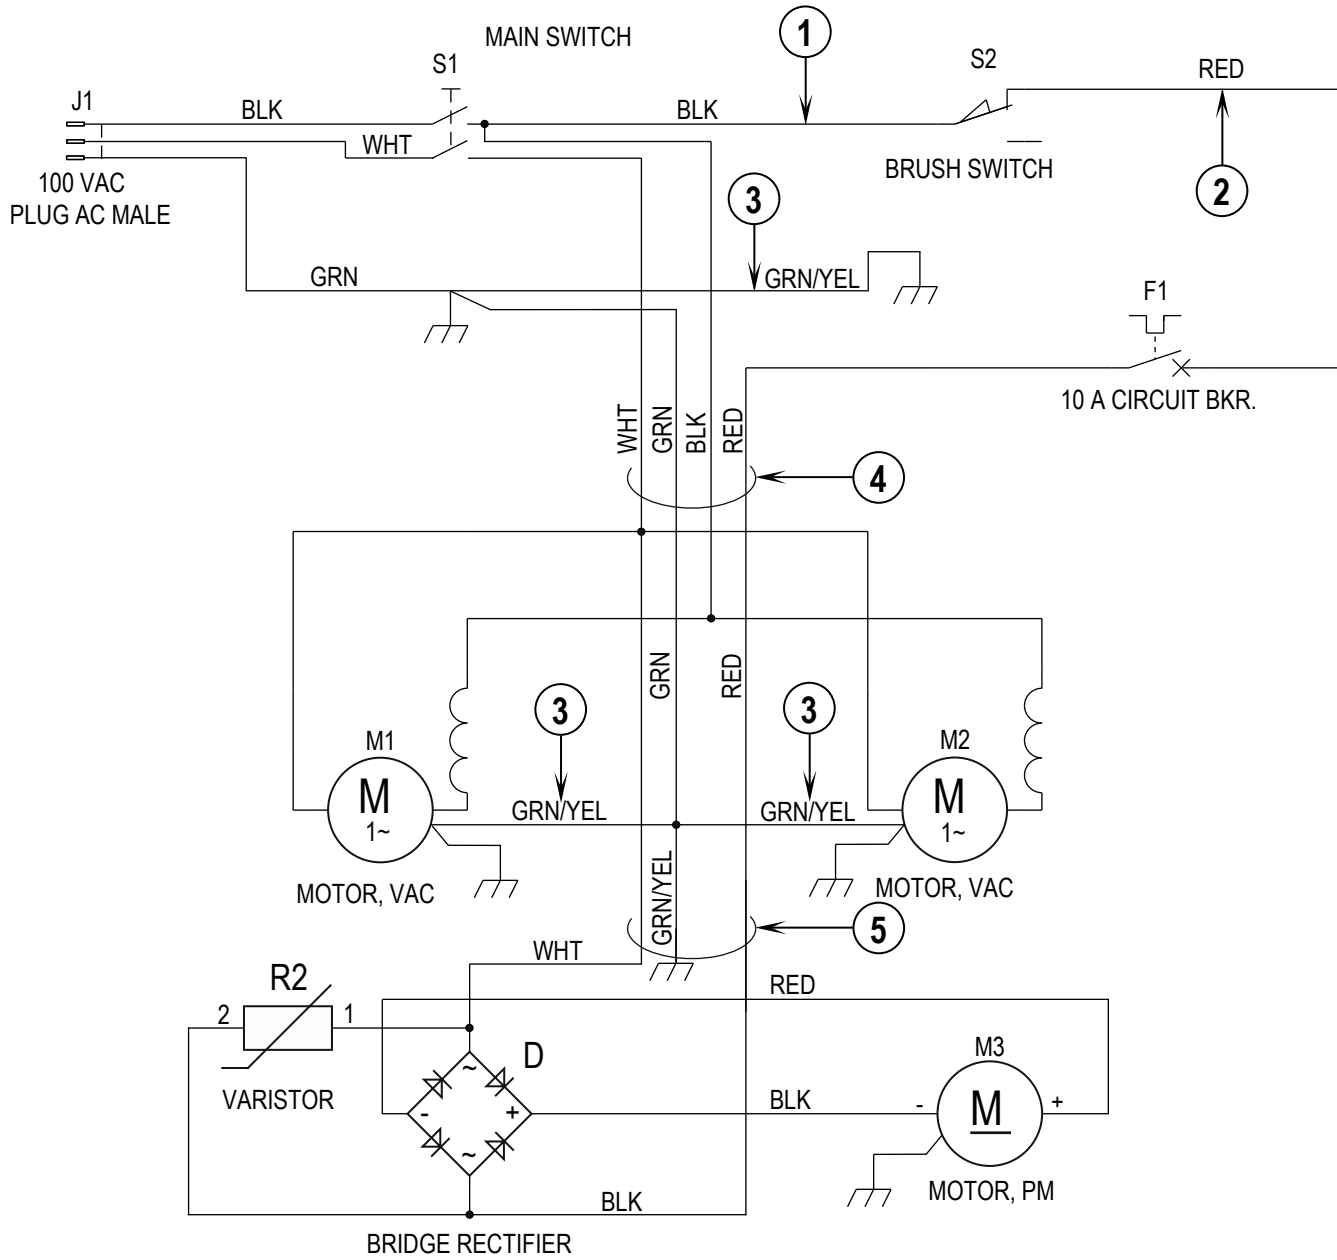 MAIN SWITCH
1
S1
S2
RED
J1
BLK
BLK
WHT
BRUSH SWITCH
100 VAC
PLUG AC MALE
3
2
GRN
GRN/YEL
F1
10 A CIRCUIT BKR.
WHT
GRN
BLK
RED
4
GRN
RED
3
3
M1
M2
M
1~
M
1~
GRN/YEL
GRN/YEL
MOTOR, VAC
MOTOR, VAC
GRN/YEL
5
WHT
R2
2
1
RED
VARISTOR
D
~
-
+
~
M3
BLK
-
M
+
MOTOR, PM
BLK
BRIDGE RECTIFIER